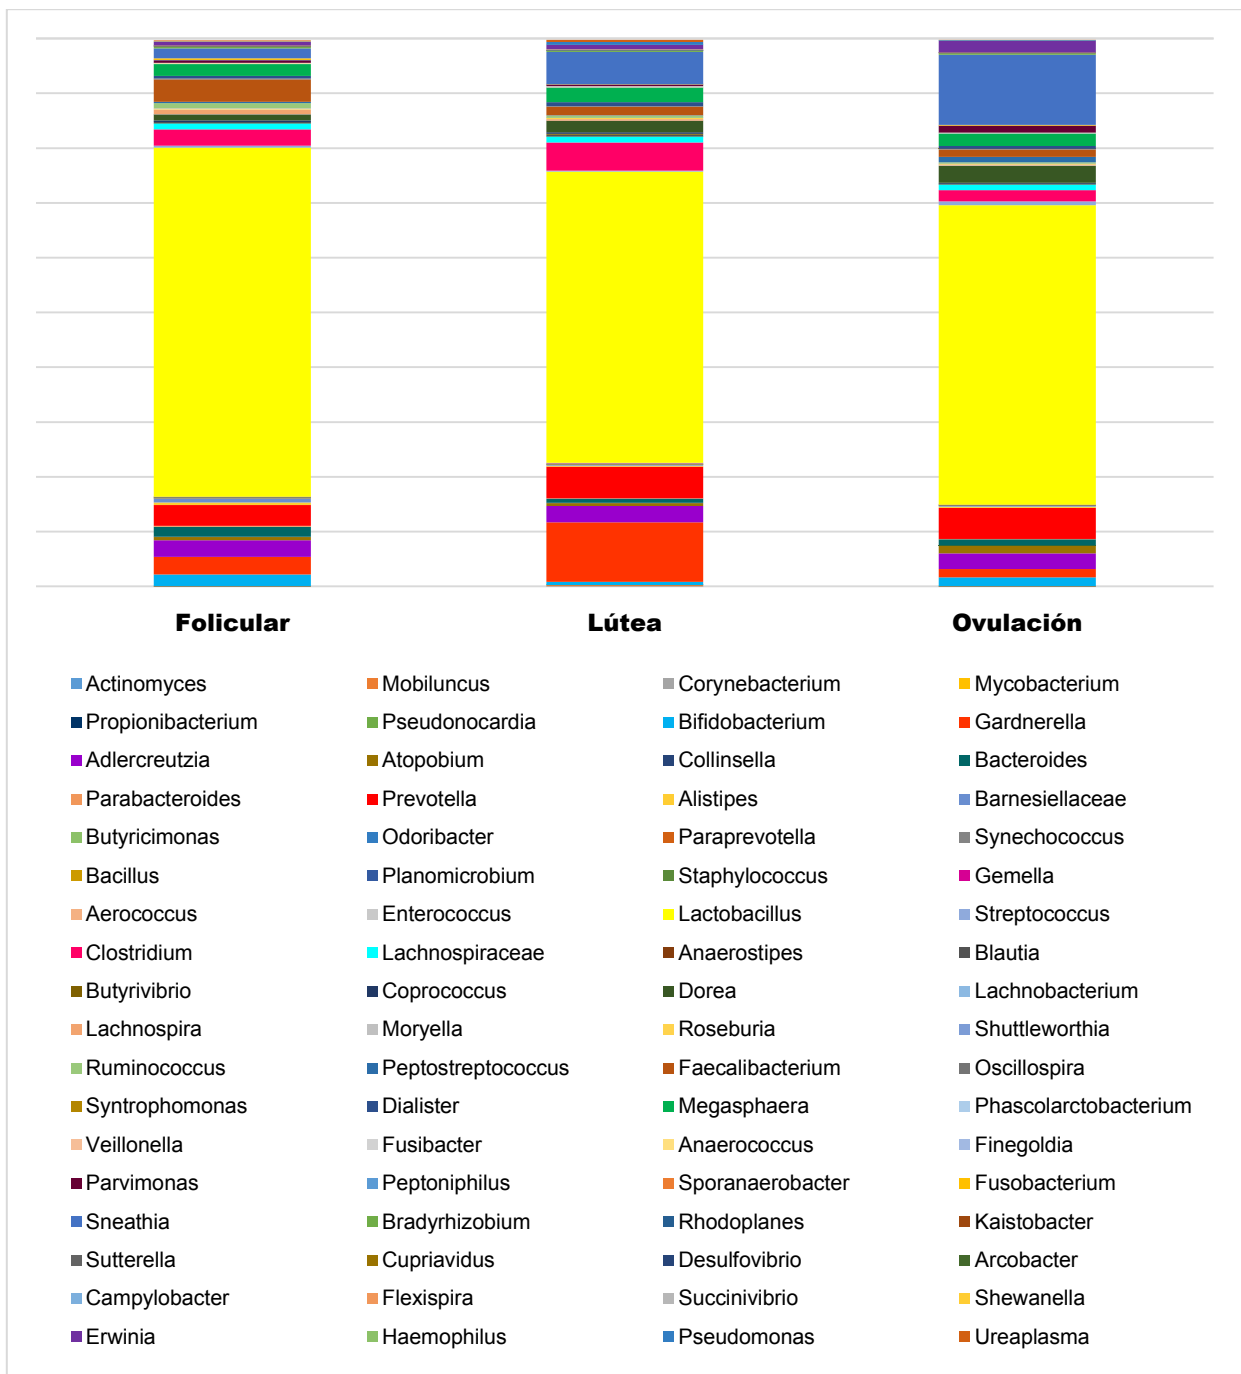 Folicular Lútea Ovulación
Actinomyces Mobiluncus Corynebacterium Mycobacterium
Propionibacterium Pseudonocardia Bifidobacterium Gardnerella
Adlercreutzia Atopobium Collinsella Bacteroides
Parabacteroides Prevotella Alistipes Barnesiellaceae
Butyricimonas Odoribacter Paraprevotella Synechococcus
Bacillus Planomicrobium Staphylococcus Gemella
Aerococcus Enterococcus Lactobacillus Streptococcus
Clostridium Lachnospiraceae Anaerostipes Blautia
Butyrivibrio Coprococcus Dorea Lachnobacterium
Lachnospira Moryella Roseburia Shuttleworthia
Ruminococcus Peptostreptococcus Faecalibacterium Oscillospira
Syntrophomonas Dialister Megasphaera Phascolarctobacterium
Veillonella Fusibacter Anaerococcus Finegoldia
Parvimonas Peptoniphilus Sporanaerobacter Fusobacterium
Sneathia Bradyrhizobium Rhodoplanes Kaistobacter
Sutterella Cupriavidus Desulfovibrio Arcobacter
Campylobacter Flexispira Succinivibrio Shewanella
Erwinia Haemophilus Pseudomonas Ureaplasma